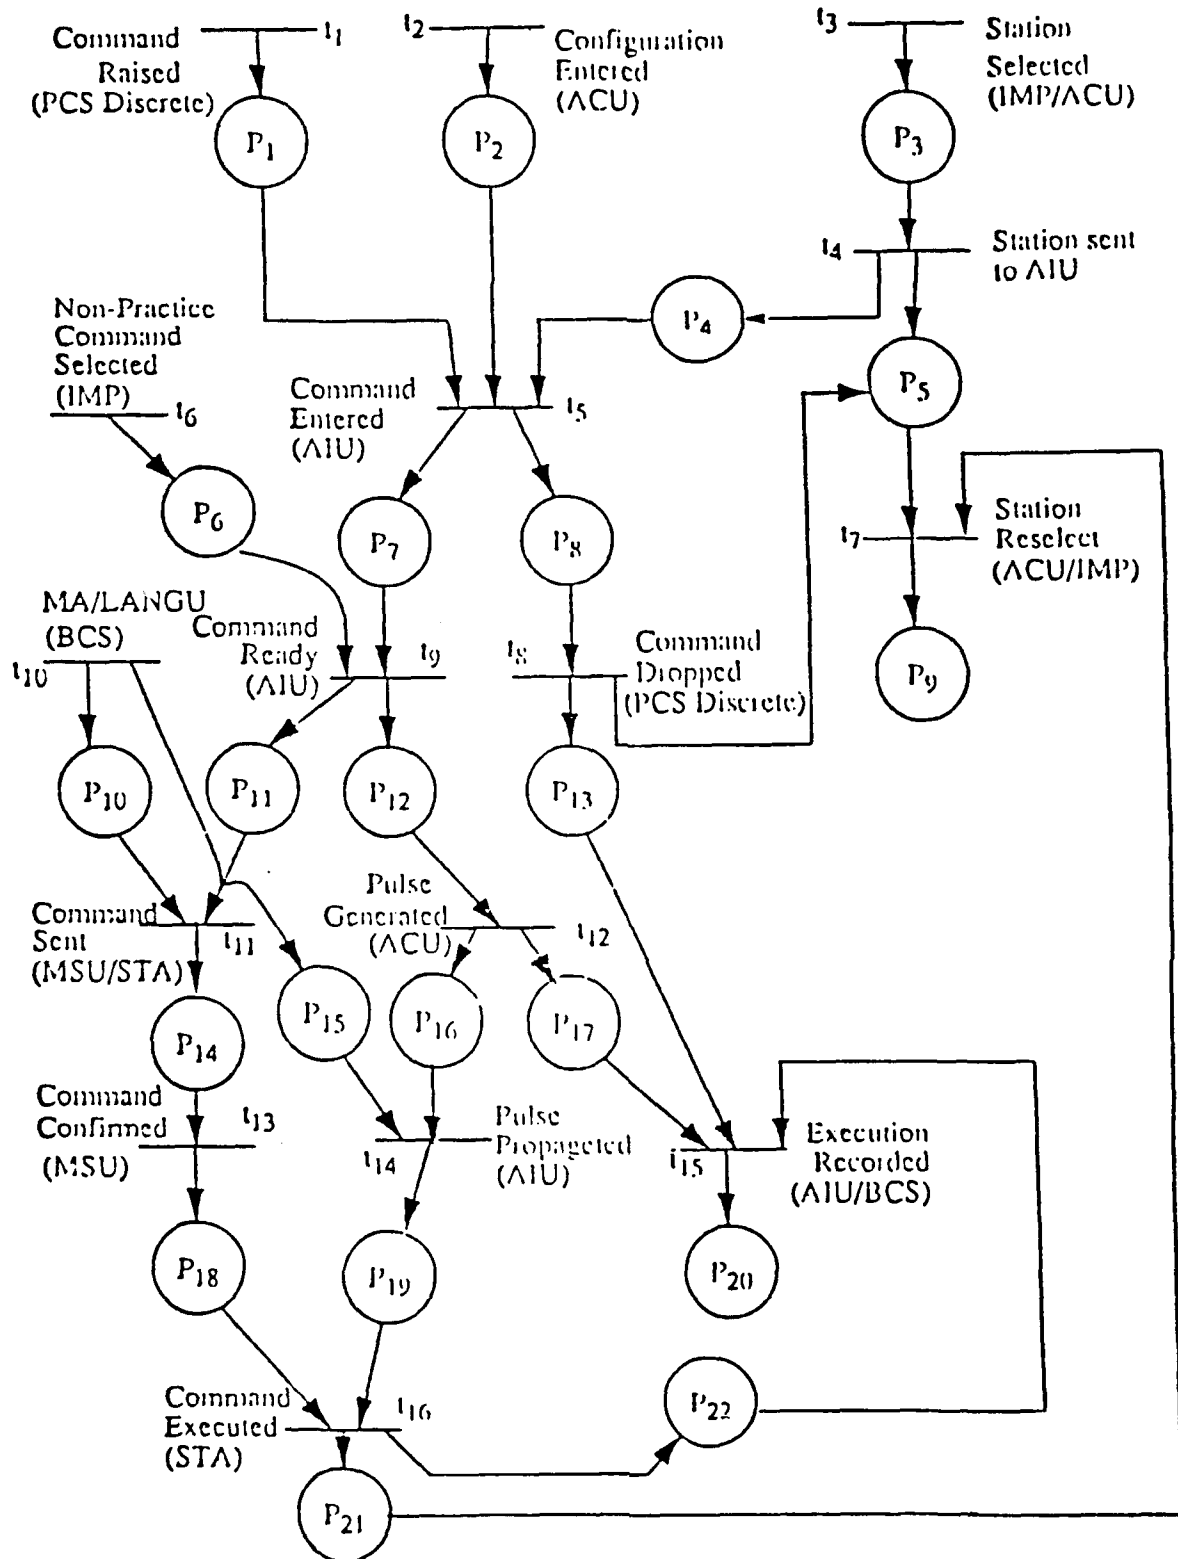 Command t1
Raised
(PCS Discrete)
P1
t2 Configuration
Entered
(ACU)
P2
t3 Station
Selected
(IMP/ACU)
P3
t4 Station sent
to AIU
P4
P5
Non-Practice
Command
Selected
(IMP)
t6
P6
Command
Entered
(AIU)
t5
P7
P8
t7 Station
Reselect
(ACU/IMP)
P9
MA/LANGU
(BCS)
t10
Command
Ready
(AIU)
t9
t8 Command
Dropped
(PCS Discrete)
P10
P11
P12
P13
Command
Sent
(MSU/STA)
t11
Pulse
Generated
(ACU)
t12
P14
P15
P16
P17
Command
Confirmed
(MSU)
t13
t14 Pulse
Propageted
(AIU)
t15 Execution
Recorded
(AIU/BCS)
P18
P19
P20
Command
Executed
(STA)
t16
P22
P21